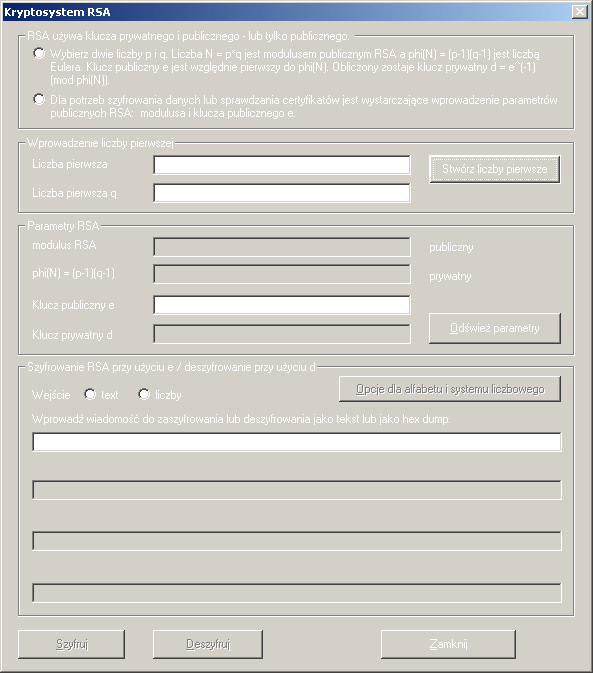 Kryptosystem RSA
RSA używa klucza prywatnego i publicznego - lub tylko publicznego.
Wybierz dwie liczby p i q. Liczba N = p*q jest modulusem publicznym RSA a phi(N) = (p-1)(q-1) jest liczbą
Eulera. Klucz publiczny e jest względnie pierwszy do phi(N). Obliczony zostaje klucz prywatny d = e^(-1)
(mod phi(N)).
Dla potrzeb szyfrowania danych lub sprawdzania certyfikatów jest wystarczające wprowadzenie parametrów
publicznych RSA: modulusa i klucza publicznego e.
Wprowadzenie liczby pierwszej
Liczba pierwsza
Stwórz liczby pierwsze
Liczba pierwsza q
Parametry RSA
modulus RSA
publiczny
phi(N) = (p-1)(q-1)
prywatny
Klucz publiczny e
Klucz prywatny d
Odśwież parametry
Szyfrowanie RSA przy użyciu e / deszyfrowanie przy użyciu d
Wejście
text
liczby
Opcje dla alfabetu i systemu liczbowego
Wprowadź wiadomość do zaszyfrowania lub deszyfrowania jako tekst lub jako hex dump.
Szyfruj
Deszyfruj
Zamknij